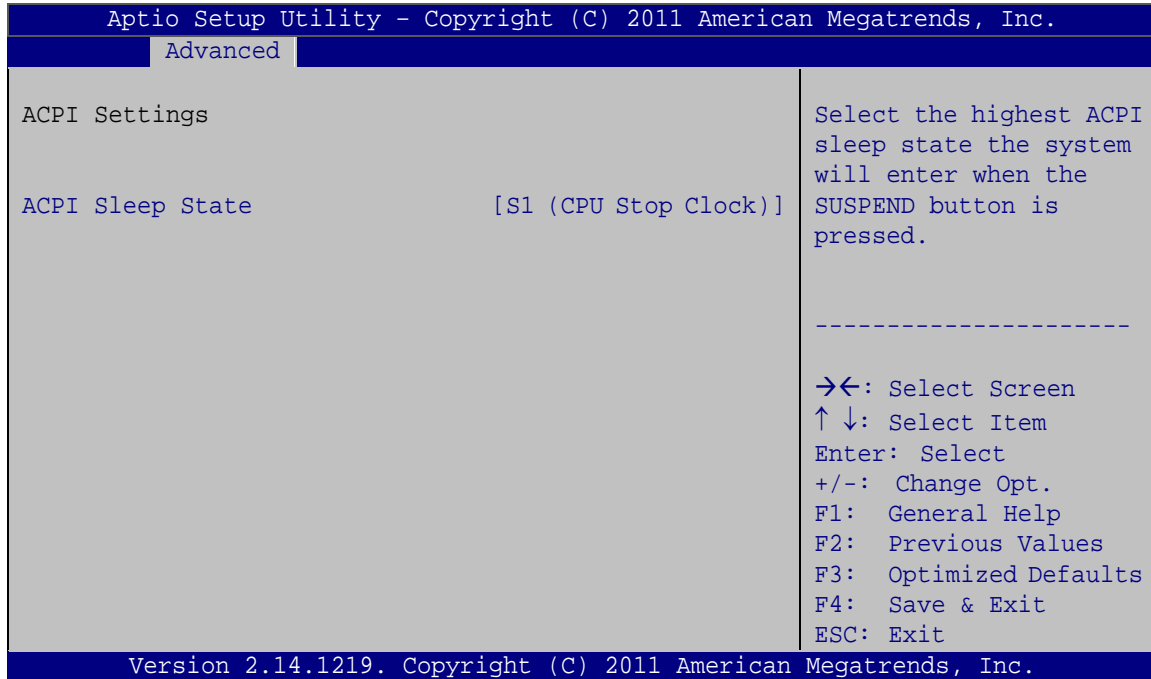 Aptio Setup Utility – Copyright (C) 2011 American Megatrends, Inc.
Advanced
ACPI Settings
ACPI Sleep State [S1 (CPU Stop Clock)]
Select the highest ACPI
sleep state the system
will enter when the
SUSPEND button is
pressed.
----------------------
→←: Select Screen
↑ ↓: Select Item
Enter: Select
+/-: Change Opt.
F1: General Help
F2: Previous Values
F3: Optimized Defaults
F4: Save & Exit
ESC: Exit
Version 2.14.1219. Copyright (C) 2011 American Megatrends, Inc.